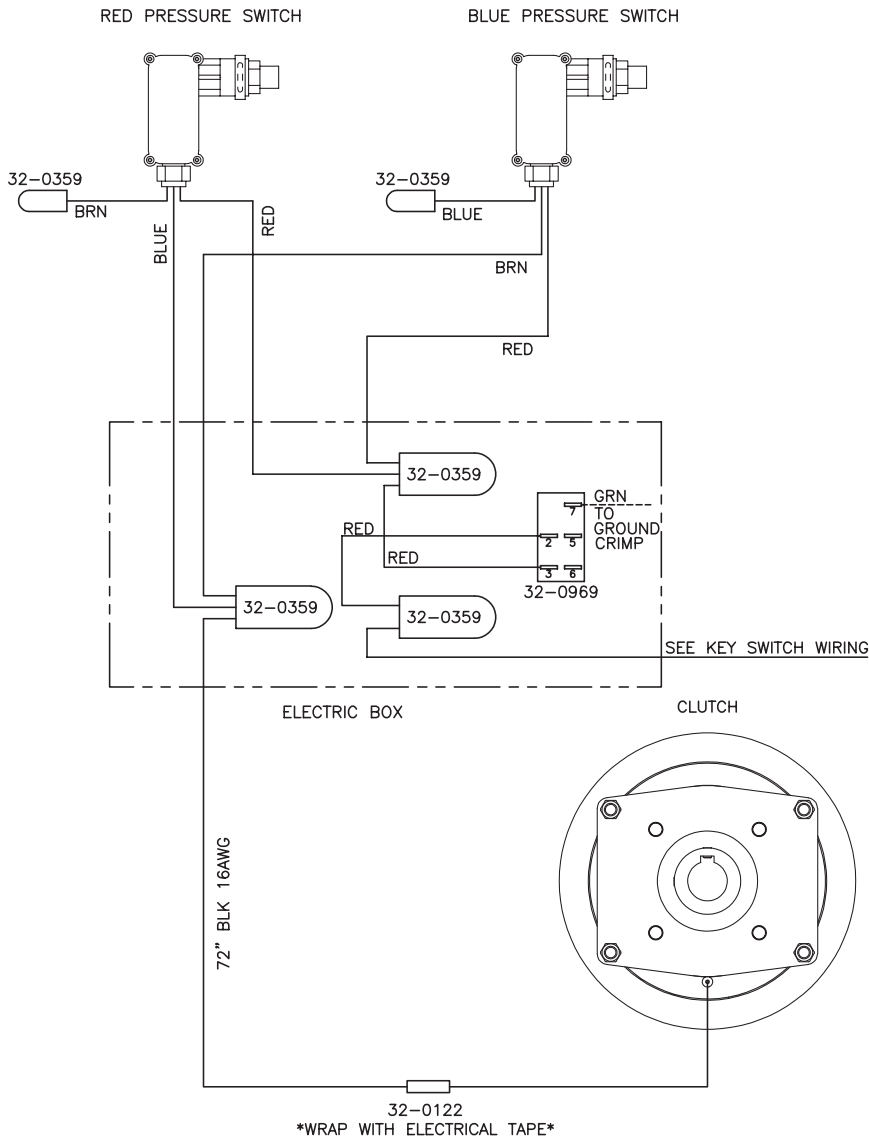 RED PRESSURE SWITCH
BLUE PRESSURE SWITCH
32-0359
BRN
BLUE
RED
32-0359
BLUE
BRN
RED
32-0359
7
GRN
TO
GROUND
CRIMP
RED
2
5
RED
3
6
32-0969
32-0359
32-0359
SEE KEY SWITCH WIRING
ELECTRIC BOX
CLUTCH
72" BLK 16AWG
32-0122
*WRAP WITH ELECTRICAL TAPE*